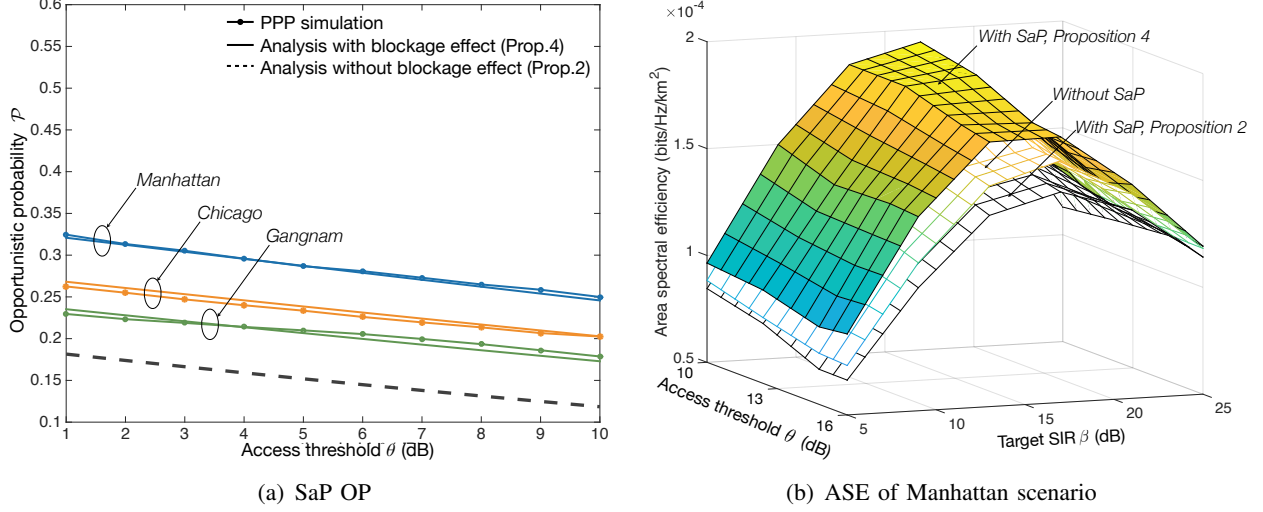 0.6
0.55
0.5
0.45
0.4
0.35
0.3
0.25
0.2
0.15
0.1
Opportunistic probability 𝒫
PPP simulation
Analysis with blockage effect (Prop.4)
Analysis without blockage effect (Prop.2)
Manhattan
Chicago
Gangnam
1 2 3 4 5 6 7 8 9 10
Access threshold θ (dB)
(a) SaP OP
×10⁻⁴
2
1.5
1
0.5
Area spectral efficiency (bits/Hz/km²)
With SaP, Proposition 4
Without SaP
With SaP, Proposition 2
10
13
16
Access threshold θ (dB)
5 10 15 20 25
Target SIR β (dB)
(b) ASE of Manhattan scenario